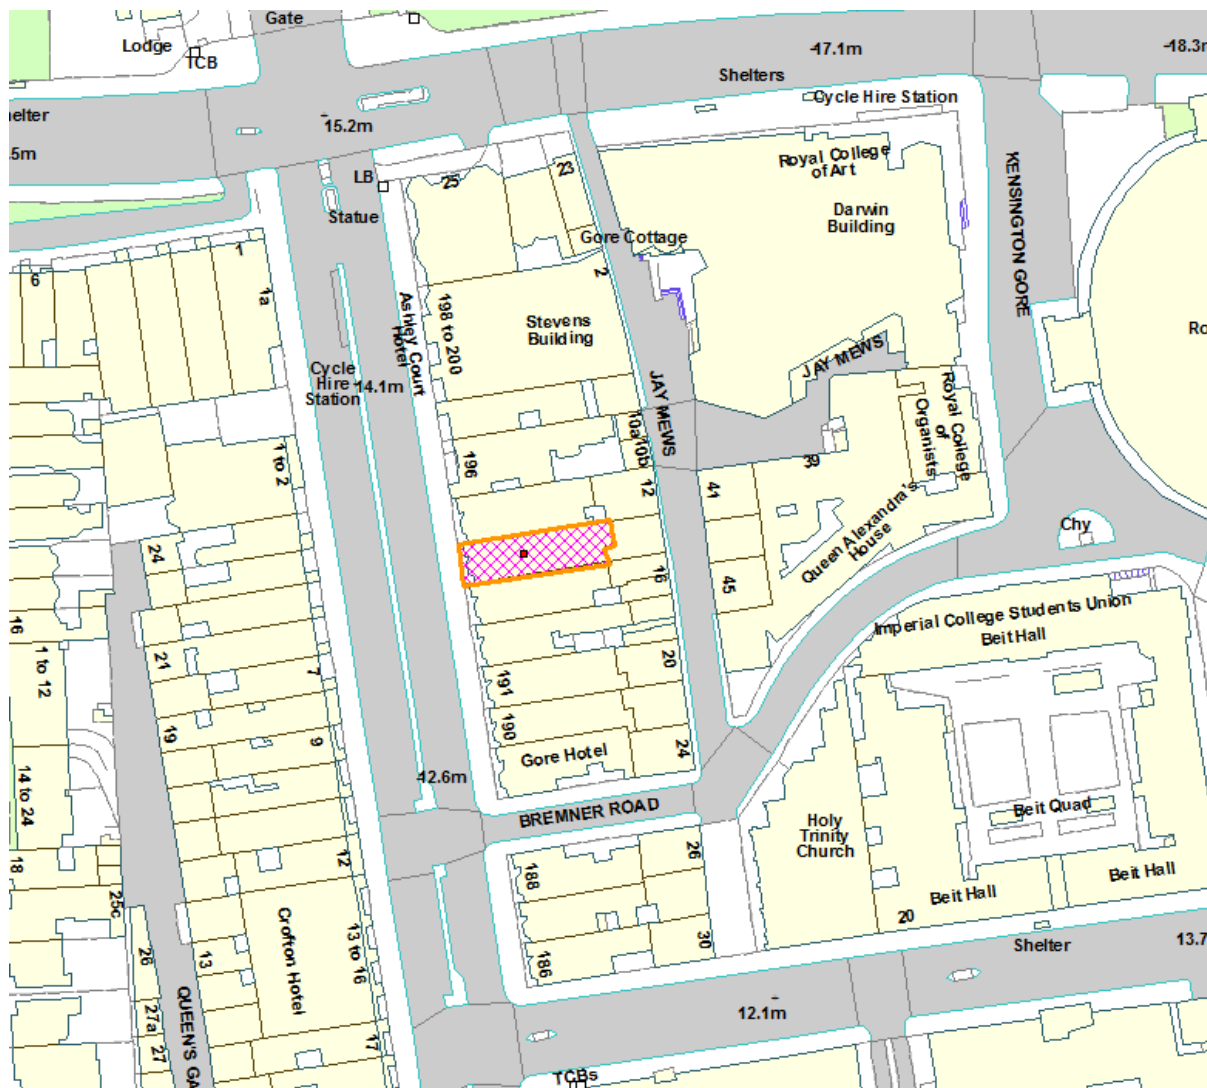 Gate
Lodge
TCB
-17.1m
-18.3m
Shelters
Cycle Hire Station
elter
15.2m
.5m
Royal College
of Art
KENSINGTON GORE
LB
25
23
Statue
Darwin
Building
Gore Cottage
1
6
1a
2
Ashley Court
Hotel
198 to 200
Stevens
Building
Ro
JAY MEWS
Cycle
Hire
Station
14.1m
JAY MEWS
Royal College
of
Organists
10a
10b
1 to 2
196
12
41
39
Queen Alexandra's
House
Chy
24
16
45
16
Imperial College Students Union
Beit Hall
1 to 12
21
7
20
191
190
19
9
24
Gore Hotel
14 to 24
12.6m
BREMNER ROAD
Beit Quad
Holy
Trinity
Church
18
12
188
26
Beit Hall
Beit Hall
25c
Croffron Hotel
13 to 16
20
30
Shelter
13.7
26
13
186
27a
27
QUEEN'S GA
12.1m
17
TCBs